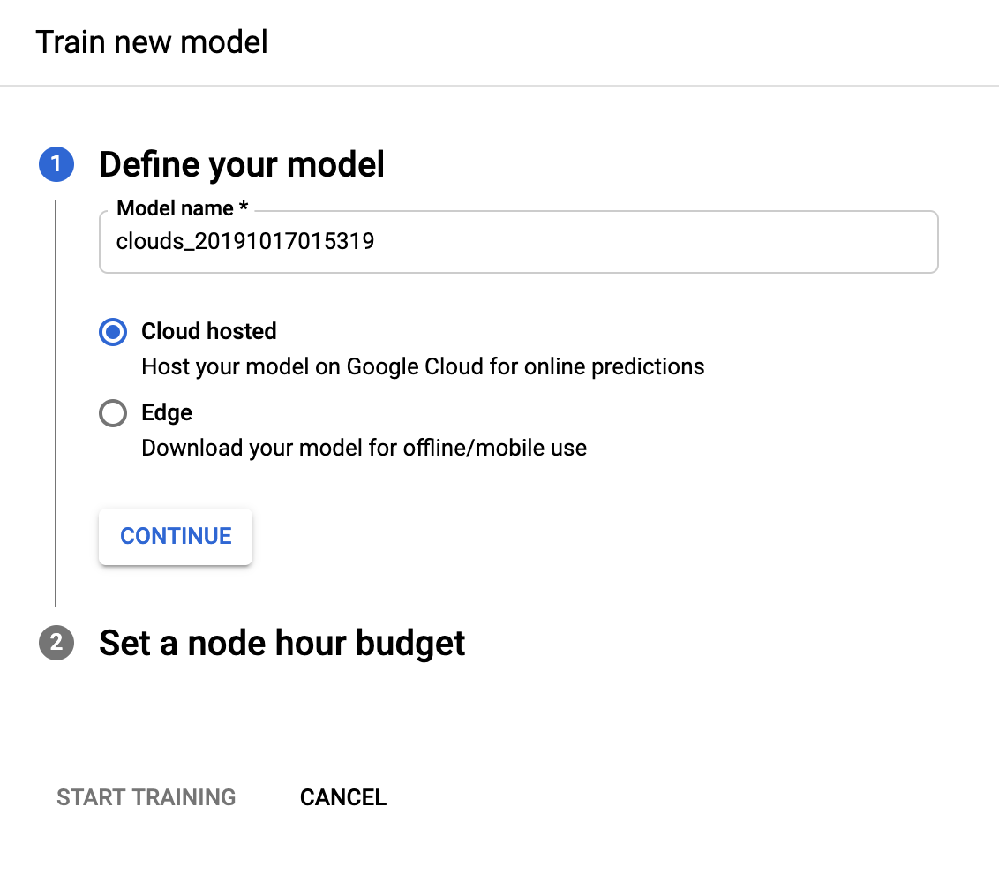 Train new model
1 Define your model
Model name *
clouds_20191017015319
Cloud hosted
Host your model on Google Cloud for online predictions
Edge
Download your model for offline/mobile use
CONTINUE
2 Set a node hour budget
START TRAINING CANCEL